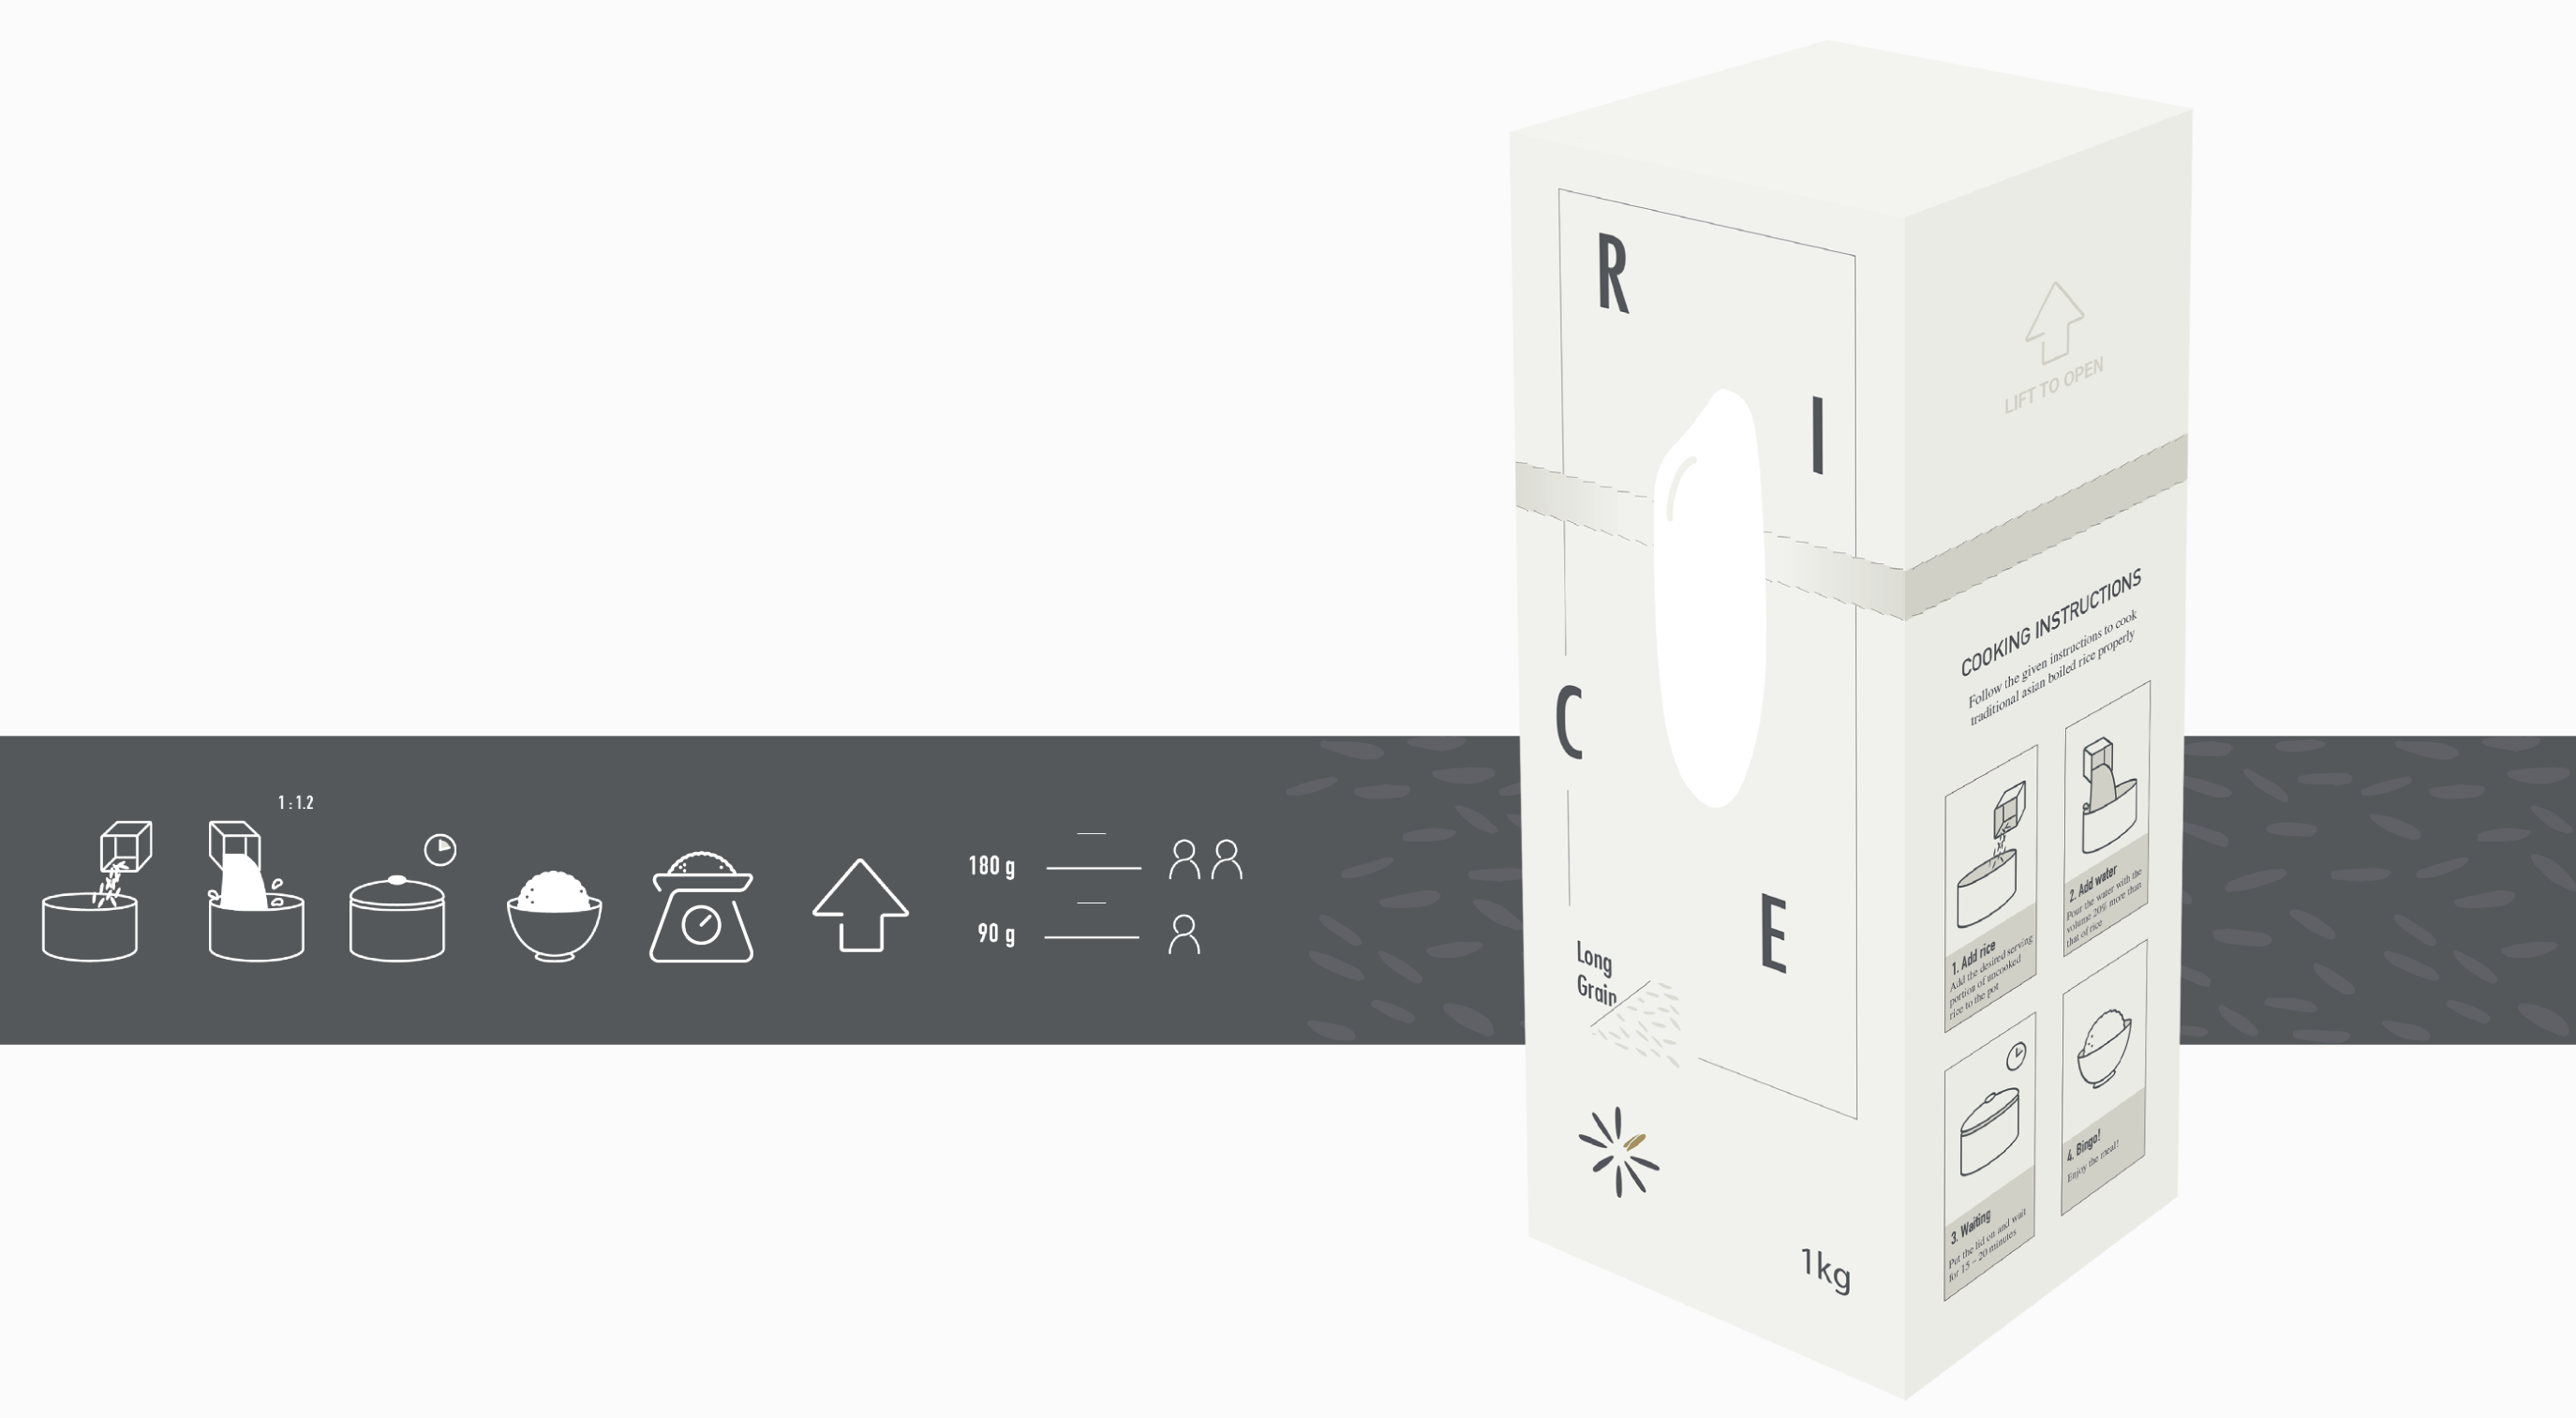 1 : 1.2
180 g
90 g
R
I
C
E
Long
Grain
1kg
LIFT TO OPEN
COOKING INSTRUCTIONS
Follow the given instructions to cook
traditional asian boiled rice properly
1. Add rice
Add the desired serving
portion of uncooked
rice to the pot
2. Add water
Pour the water with the
volume 20% more than
that of rice
3. Waiting
Put the lid on and wait
for 15 – 20 minutes
4. Bingo!
Enjoy the meal!